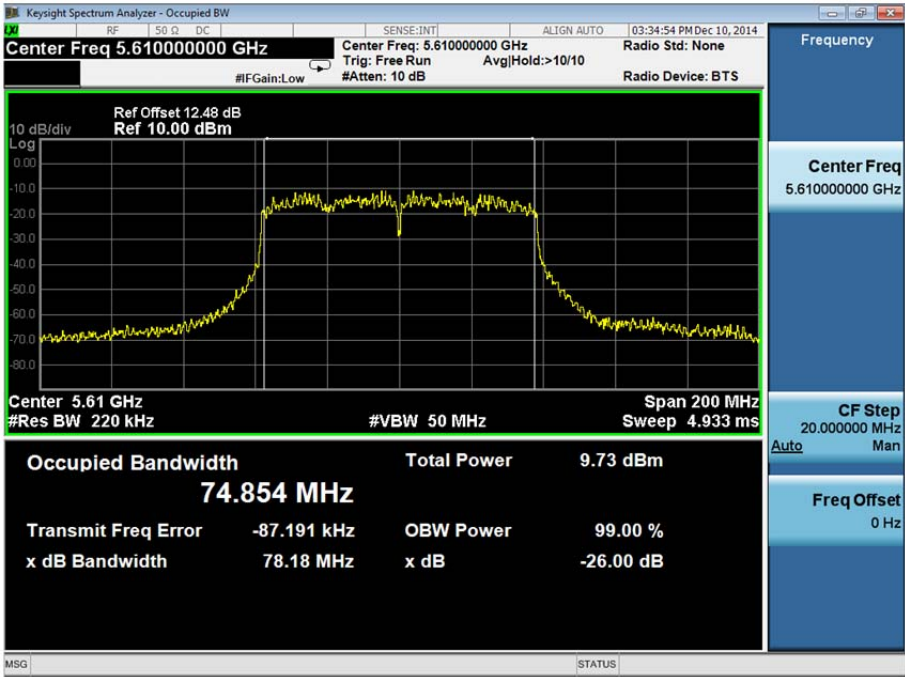 Keysight Spectrum Analyzer - Occupied BW
LXI RF 50 Ω DC SENSE:INT ALIGN AUTO 03:34:54 PM Dec 10, 2014
Center Freq 5.610000000 GHz
Center Freq: 5.610000000 GHz Radio Std: None
Trig: Free Run Avg|Hold:>10/10
#IFGain:Low #Atten: 10 dB Radio Device: BTS
Ref Offset 12.48 dB
10 dB/div Ref 10.00 dBm
Log
0.00
-10.0
-20.0
-30.0
-40.0
-50.0
-60.0
-70.0
-80.0
Center 5.61 GHz Span 200 MHz
#Res BW 220 kHz #VBW 50 MHz Sweep 4.933 ms
Occupied Bandwidth Total Power 9.73 dBm
74.854 MHz
Transmit Freq Error -87.191 kHz OBW Power 99.00 %
x dB Bandwidth 78.18 MHz x dB -26.00 dB
MSG STATUS
Frequency
Center Freq
5.610000000 GHz
CF Step
20.000000 MHz
Auto Man
Freq Offset
0 Hz